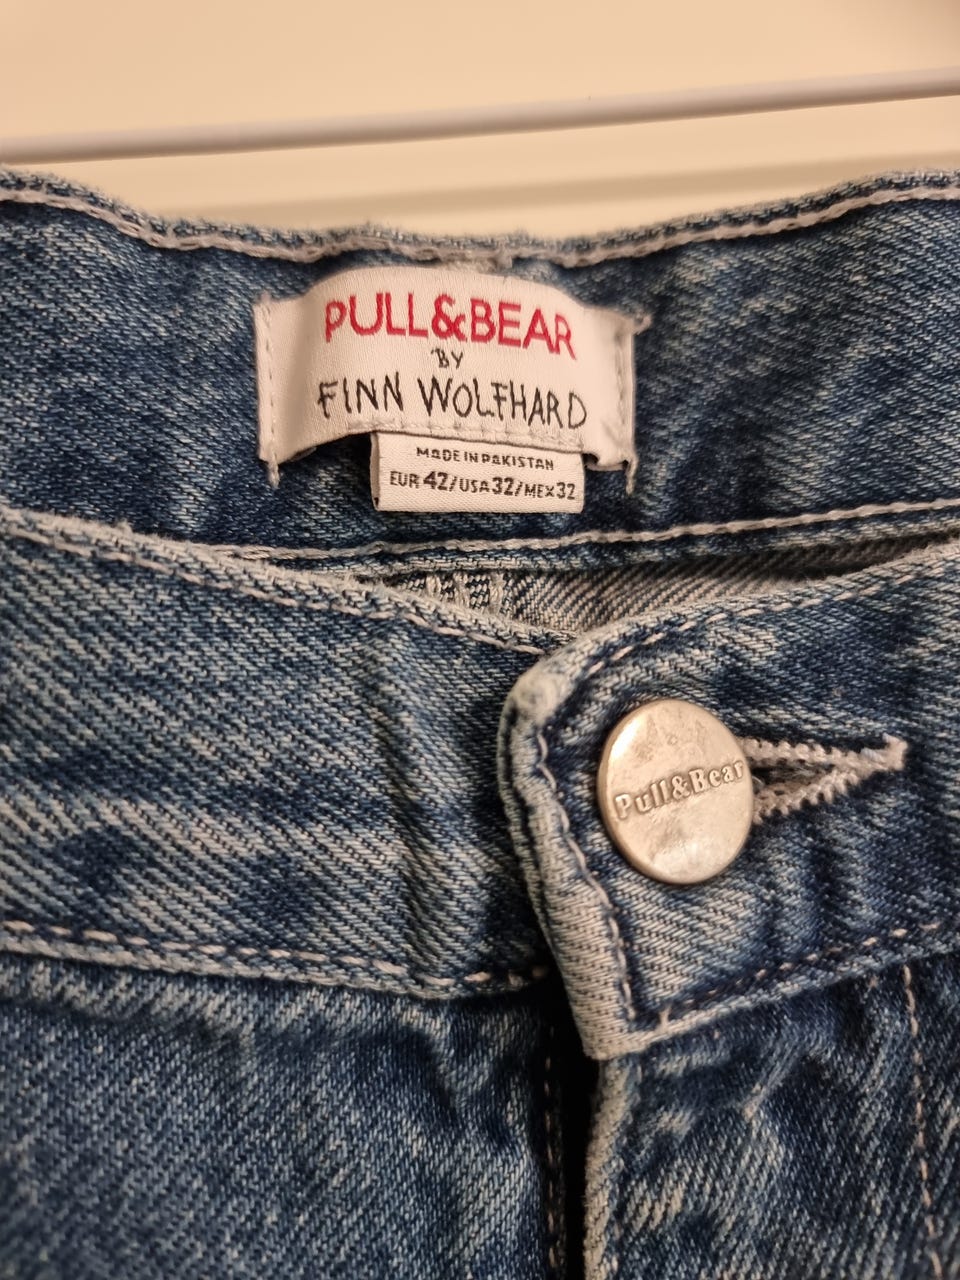 PULL&BEAR
BY
FINN WOLFHARD
MADE IN PAKISTAN
EUR 42/USA 32/MEX 32
Pull&Bear